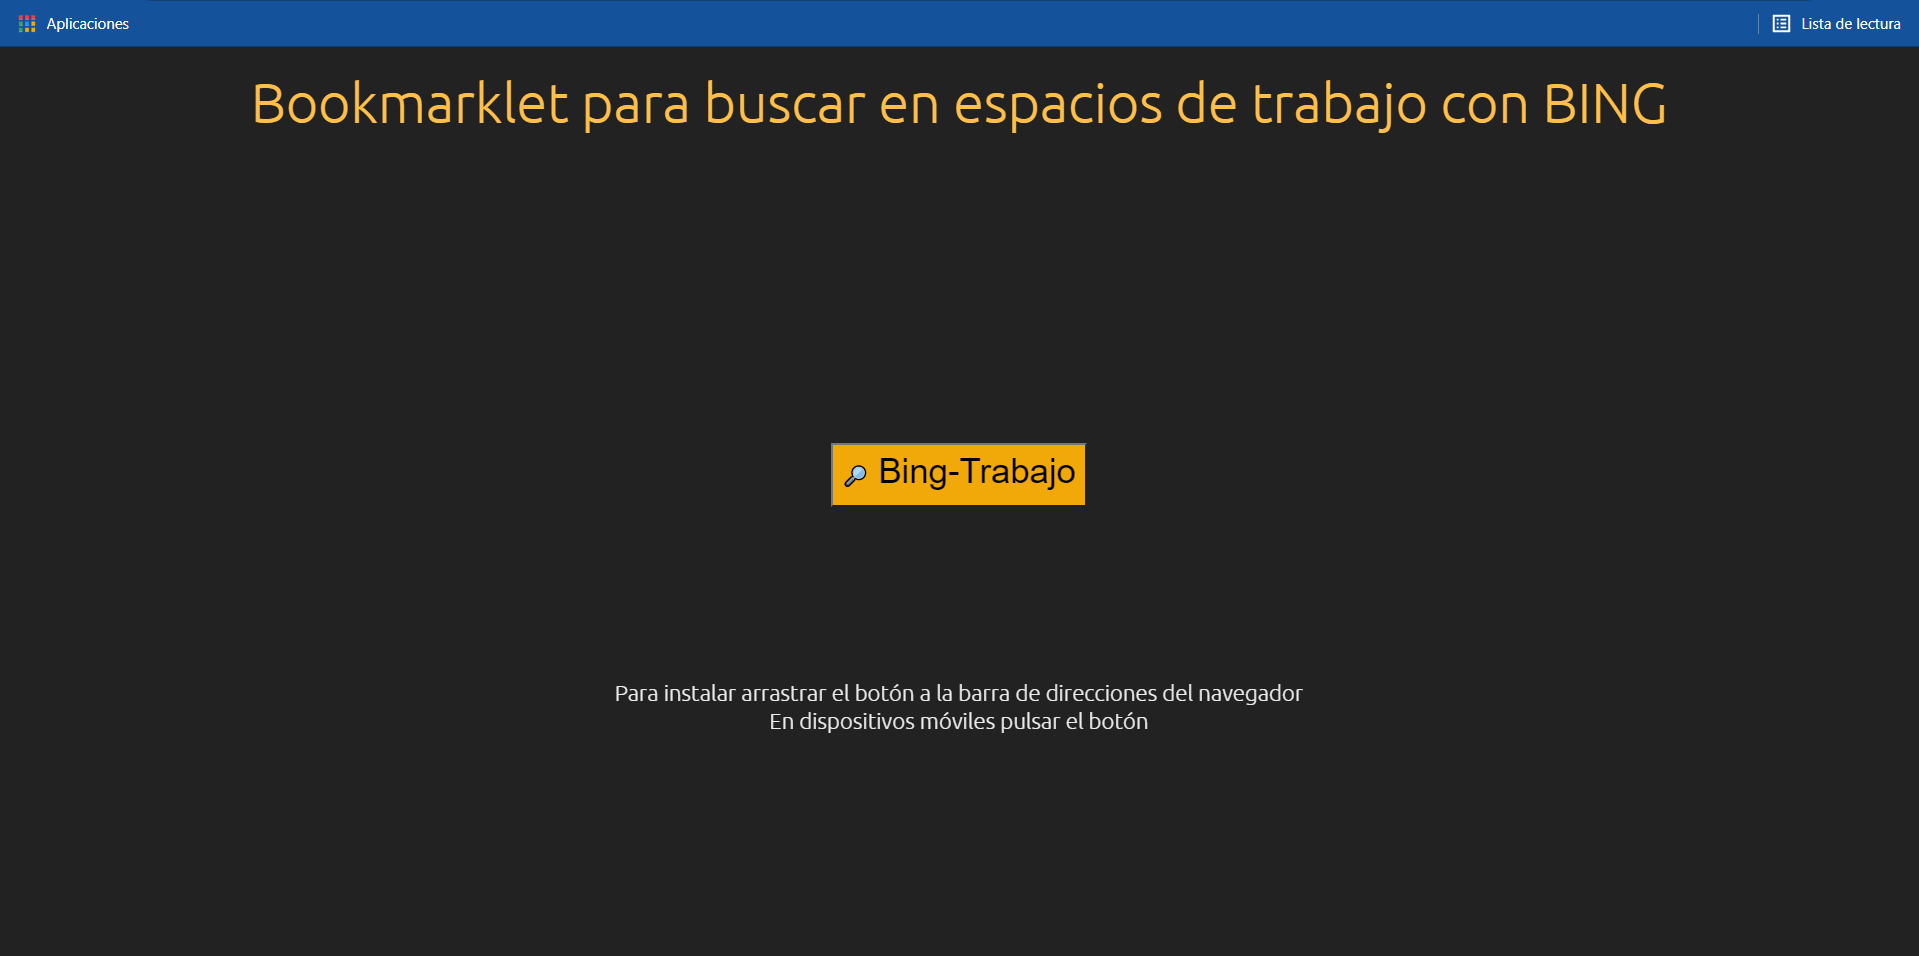 Aplicaciones
Lista de lectura
Bookmarklet para buscar en espacios de trabajo con BING
Bing-Trabajo
Para instalar arrastrar el botón a la barra de direcciones del navegador
En dispositivos móviles pulsar el botón